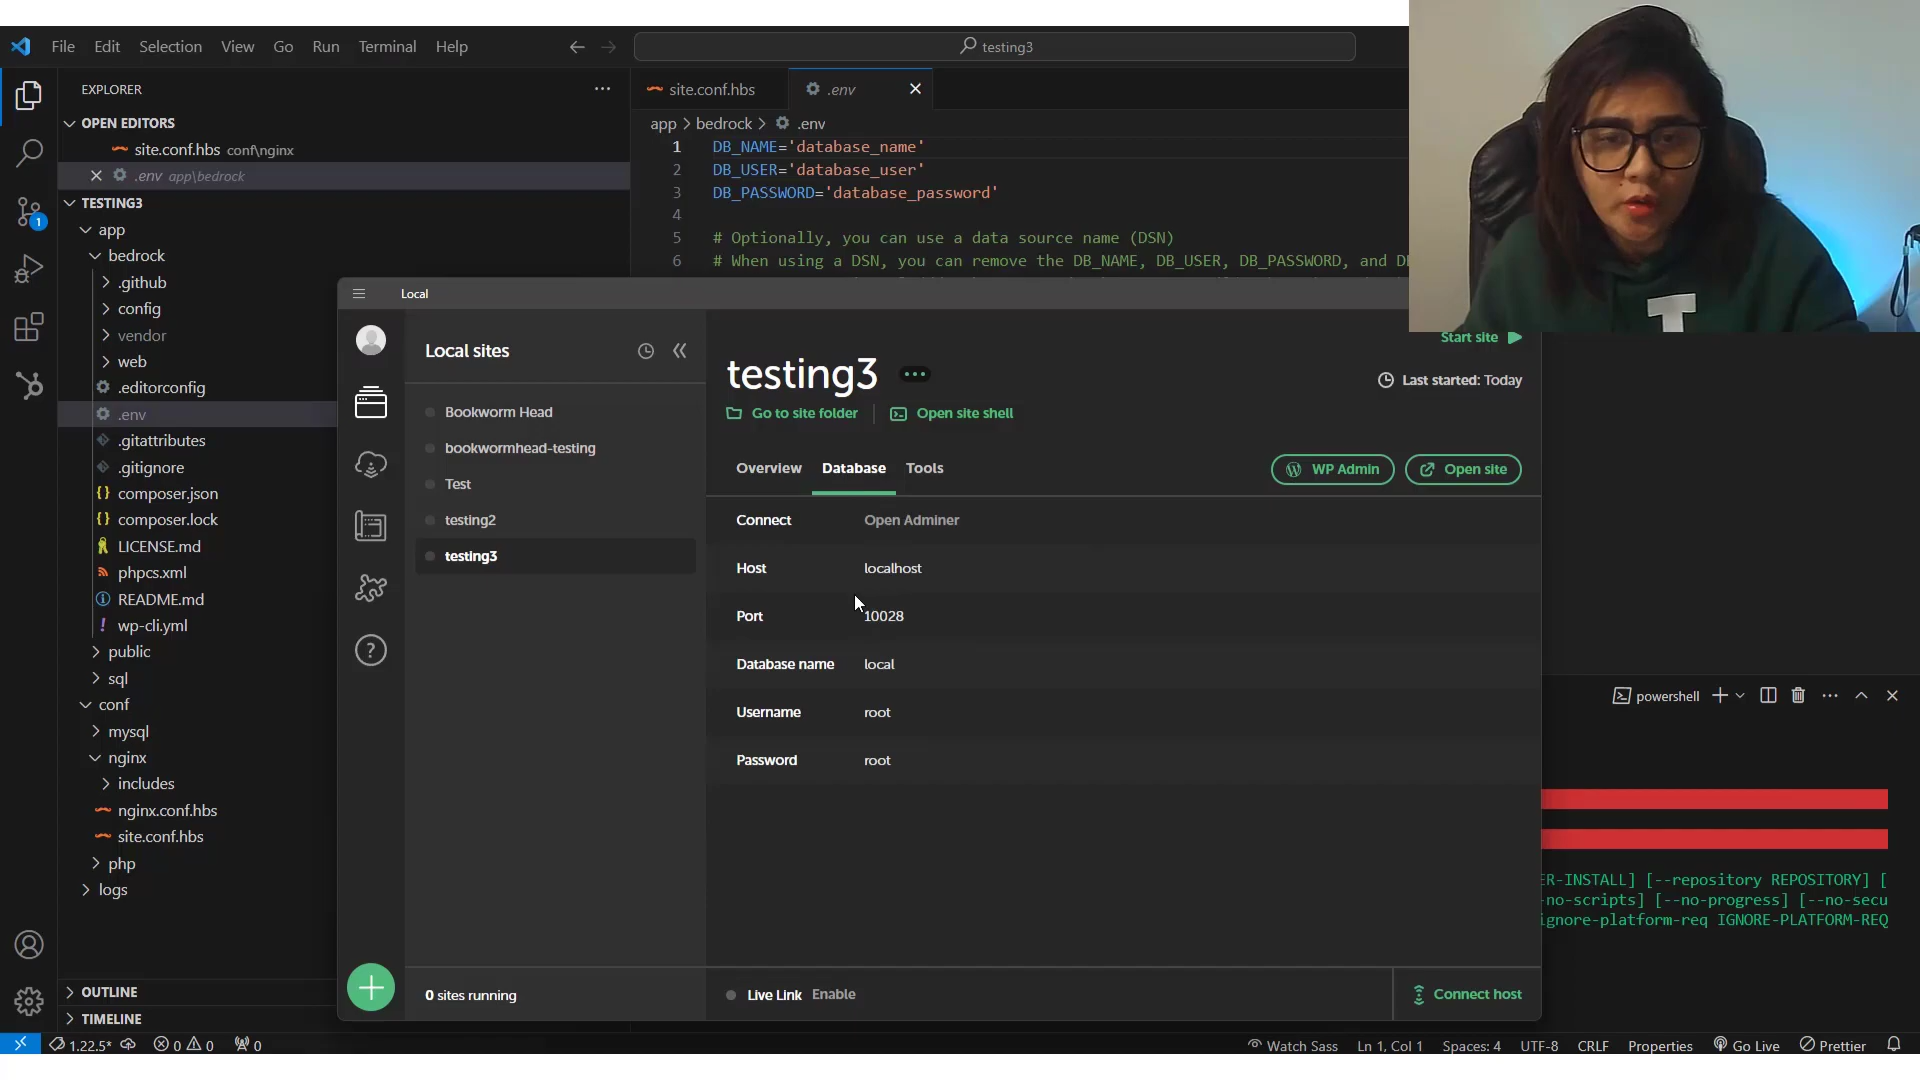 File Edit Selection View Go Run Terminal Help
testing3
EXPLORER
OPEN EDITORS
site.conf.hbs conf\nginx
.env app\bedrock
TESTING3
app
bedrock
.github
config
vendor
web
.editorconfig
.env
.gitattributes
.gitignore
composer.json
composer.lock
LICENSE.md
phpcs.xml
README.md
wp-cli.yml
public
sql
conf
mysql
nginx
includes
nginx.conf.hbs
site.conf.hbs
php
logs
OUTLINE
TIMELINE
site.conf.hbs
.env
app > bedrock > .env
1 DB_NAME='database_name'
2 DB_USER='database_user'
3 DB_PASSWORD='database_password'
4
5 # Optionally, you can use a data source name (DSN)
6 # When using a DSN, you can remove the DB_NAME, DB_USER, DB_PASSWORD, and D
Local
Local sites
Bookworm Head
bookwormhead-testing
Test
testing2
testing3
0 sites running
Start site
testing3
Last started: Today
Go to site folder
Open site shell
Overview Database Tools
WP Admin
Open site
Connect Open Adminer
Host localhost
Port 10028
Database name local
Username root
Password root
Live Link Enable
Connect host
powershell
ER-INSTALL] [--repository REPOSITORY] [
-no-scripts] [--no-progress] [--no-secu
ignore-platform-req IGNORE-PLATFORM-REQ
1
T
1.22.5* 0 0 0
Watch Sass Ln 1, Col 1 Spaces: 4 UTF-8 CRLF Properties Go Live Prettier